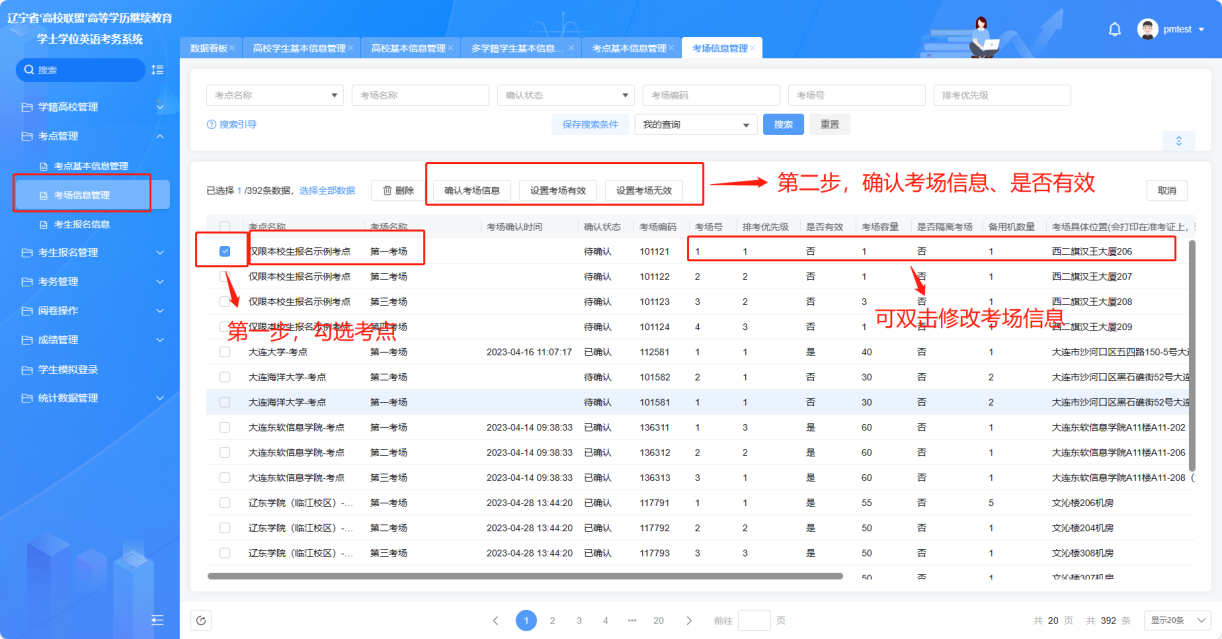 辽宁省"高校联盟"高等学历继续教育
学士学位英语考务系统
搜索
学籍高校管理
考点管理
考点基本信息管理
考场信息管理
考生报名信息
考生报名管理
考务管理
阅卷操作
成绩管理
学生模拟登录
统计数据管理
数据看板× 高校学生基本信息管理× 高校基本信息管理× 多学籍学生基本信息...× 考点基本信息管理× 考场信息管理×
pmtest
考点名称 考场名称 确认状态 考场编码 考场号 排考优先级
搜索引导 保存搜索条件 我的查询 搜索 重置
已选择 1 /392条数据, 选择全部数据 删除 确认考场信息 设置考场有效 设置考场无效 取消
第二步，确认考场信息、是否有效
考点名称 考场名称 考场确认时间 确认状态 考场编码 考场号 排考优先级 是否有效 考场容量 是否隔离考场 备用机数量 考场具体位置(会打印在准考证上,
仅限本校生报名示例考点 第一考场 待确认 101121 1 1 否 1 否 1 西二旗汉王大厦206
仅限本校生报名示例考点 第二考场 待确认 101122 2 2 否 1 否 1 西二旗汉王大厦207
仅限本校生报名示例考点 第三考场 待确认 101123 3 2 否 3 否 1 西二旗汉王大厦208
仅限本校生报名示例考点 第四考场 待确认 101124 4 3 否 1 否 1 西二旗汉王大厦209
第一步，勾选考点
可双击修改考场信息
大连大学-考点 第一考场 2023-04-16 11:07:17 已确认 112581 1 1 是 40 否 1 大连市沙河口区五四路150-5号大连
大连海洋大学-考点 第二考场 待确认 101582 2 1 否 30 否 2 大连市沙河口区黑石礁街52号大连
大连海洋大学-考点 第一考场 待确认 101581 1 1 否 30 否 2 大连市沙河口区黑石礁街52号大连
大连东软信息学院-考点 第一考场 2023-04-14 09:38:33 已确认 136311 1 3 是 60 否 1 大连东软信息学院A11楼A11-202
大连东软信息学院-考点 第二考场 2023-04-14 09:38:33 已确认 136312 2 2 是 60 否 1 大连东软信息学院A11楼A11-206
大连东软信息学院-考点 第三考场 2023-04-14 09:38:33 已确认 136313 3 1 是 60 否 1 大连东软信息学院A11楼A11-208（
辽东学院（临江校区）-... 第一考场 2023-04-28 13:44:20 已确认 117791 1 1 是 55 否 5 文沁楼206机房
辽东学院（临江校区）-... 第二考场 2023-04-28 13:44:20 已确认 117792 2 2 是 50 否 1 文沁楼204机房
辽东学院（临江校区）-... 第三考场 2023-04-28 13:44:20 已确认 117793 3 3 是 50 否 1 文沁楼308机房
50 否 1 文沁楼307机房
1 2 3 4 ... 20 前往 页 共 20 页 共 392 条 显示20条